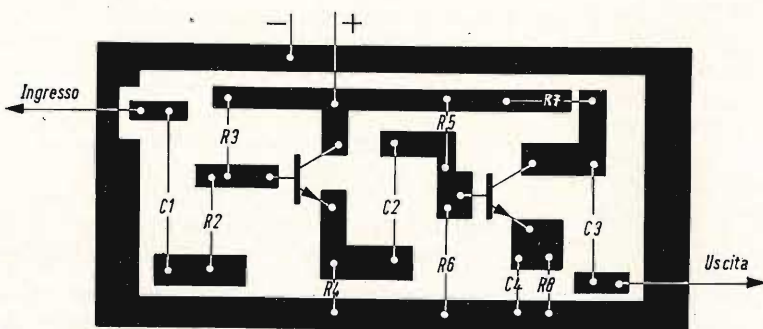 − +
Ingresso
R3
R5
R7
C1
R2
C2
R6
C3
R4
C4
R8
Uscita